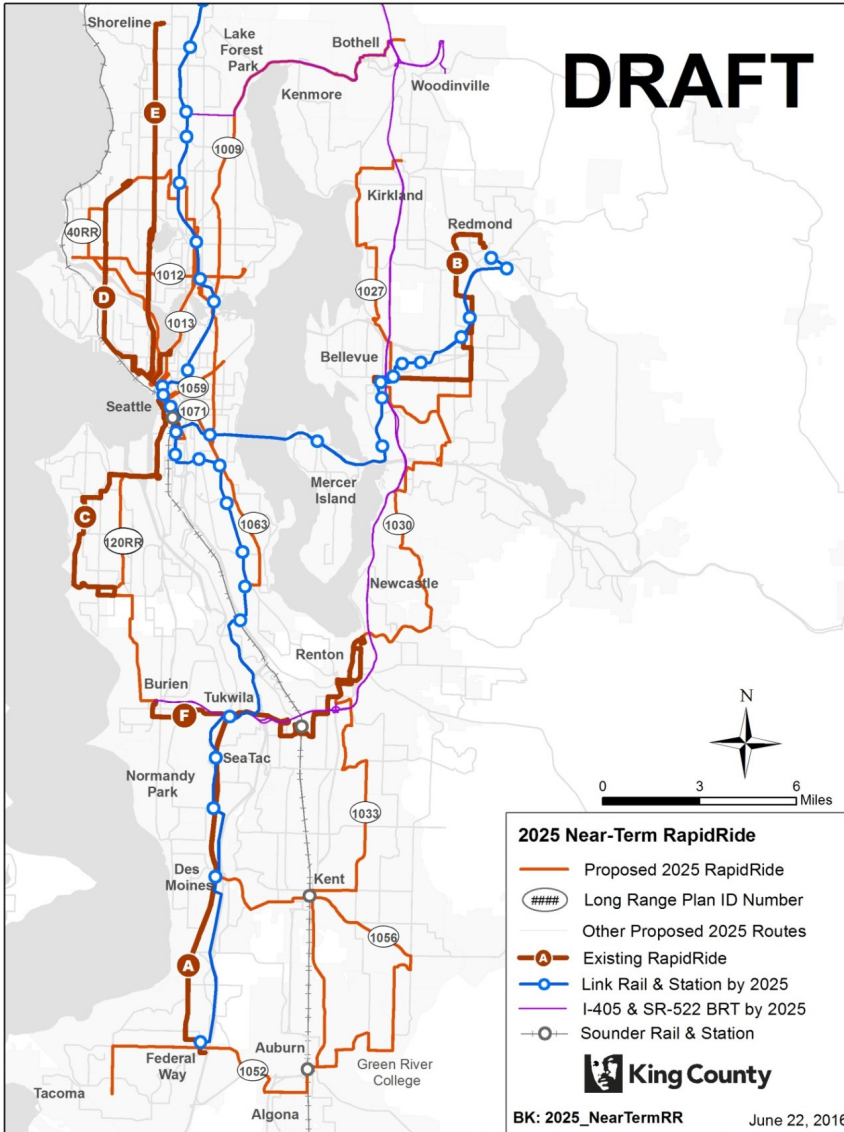 DRAFT
Shoreline
Lake
Forest
Park
Bothell
Woodinville
Kenmore
E
1009
Kirkland
Redmond
40RR
B
1012
D
1027
1013
Bellevue
1059
Seattle
1071
Mercer
Island
C
1063
1030
120RR
Newcastle
Renton
Burien
Tukwila
F
SeaTac
Normandy
Park
1033
Des
Moines
Kent
1056
A
Auburn
Federal
Way
1052
Green River
College
Tacoma
Algona
N
0 3 6
Miles
2025 Near-Term RapidRide
Proposed 2025 RapidRide
#### Long Range Plan ID Number
Other Proposed 2025 Routes
A Existing RapidRide
Link Rail & Station by 2025
I-405 & SR-522 BRT by 2025
Sounder Rail & Station
King County
BK: 2025_NearTermRR June 22, 2016